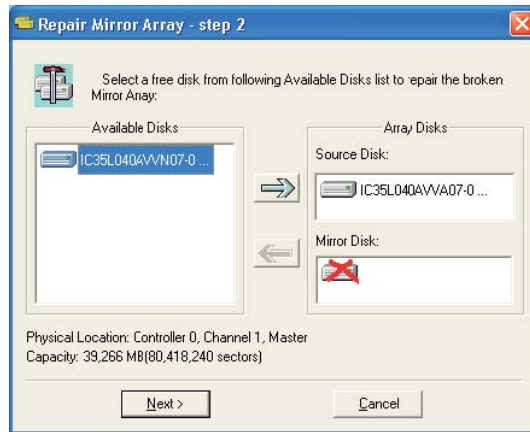 Repair Mirror Array - step 2
Select a free disk from following Available Disks list to repair the broken
Mirror Array:
Available Disks
IC35L040AVVN07-0 ...
Array Disks
Source Disk:
IC35L040AVVA07-0 ...
Mirror Disk:
Physical Location: Controller 0, Channel 1, Master
Capacity: 39,266 MB(80,418,240 sectors)
Next >
Cancel